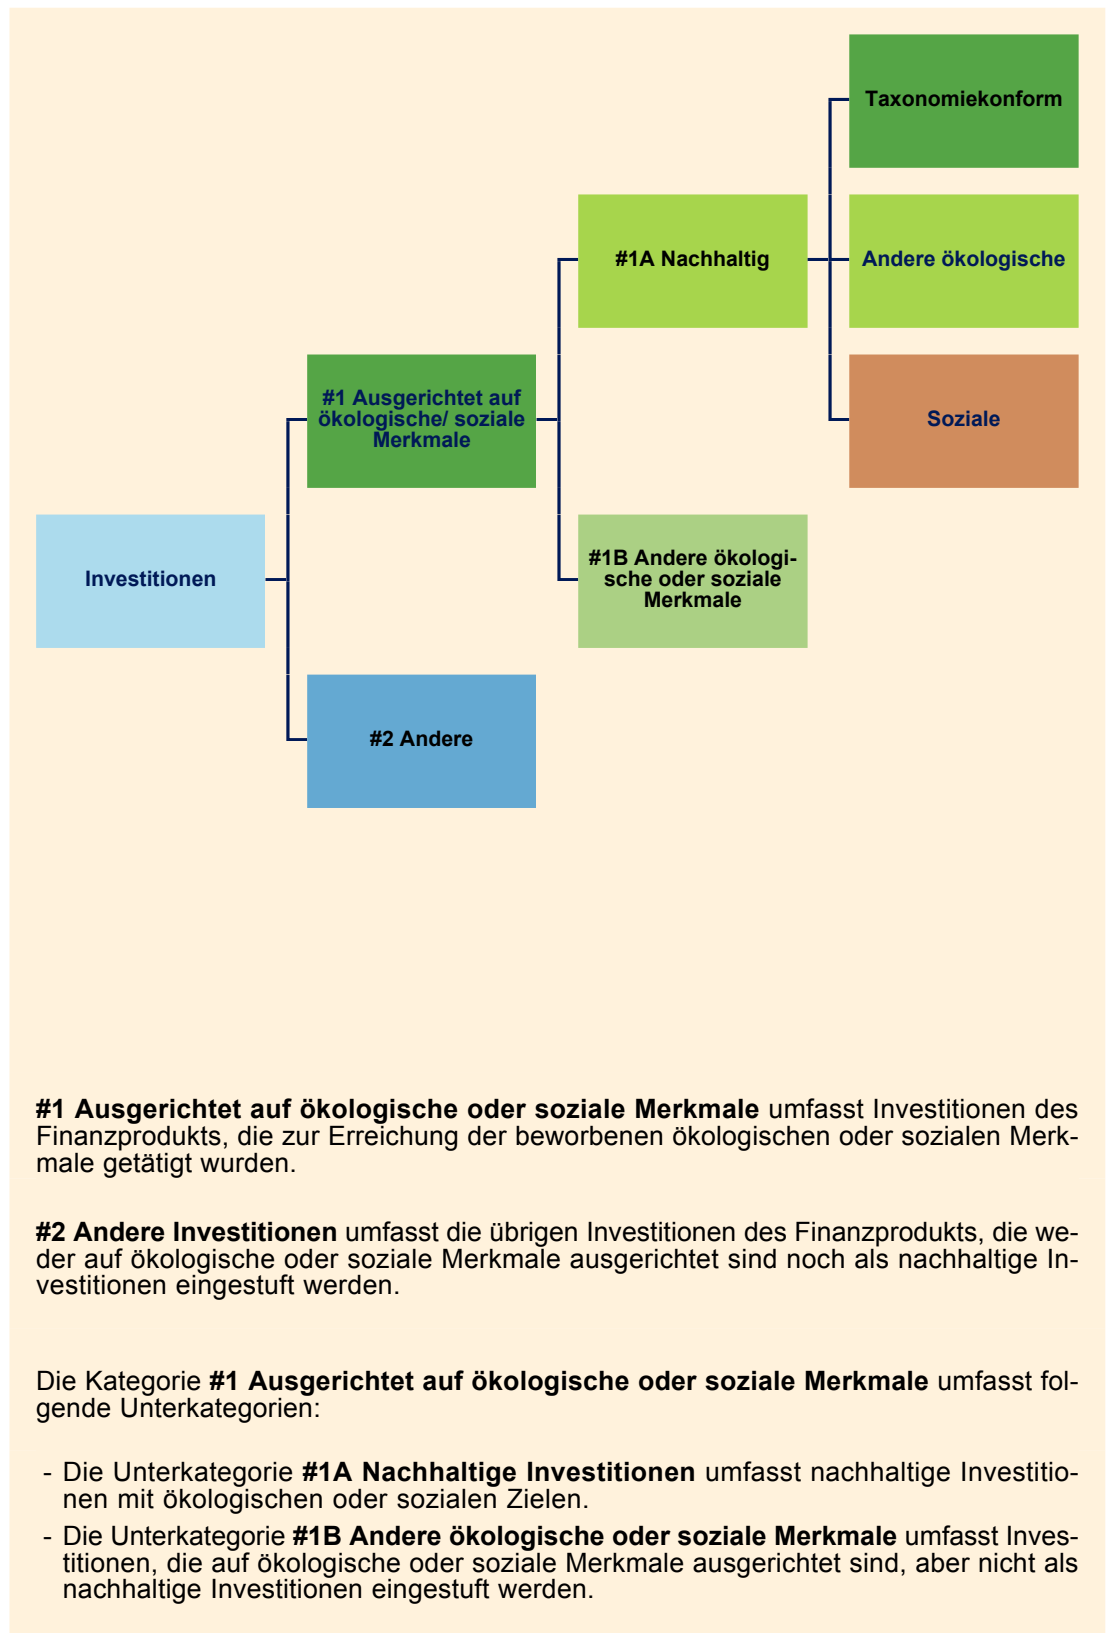 Taxonomiekonform
#1A Nachhaltig
Andere ökologische
#1 Ausgerichtet auf
ökologische/ soziale
Merkmale
Soziale
Investitionen
#1B Andere ökologi-
sche oder soziale
Merkmale
#2 Andere
#1 Ausgerichtet auf ökologische oder soziale Merkmale umfasst Investitionen des
Finanzprodukts, die zur Erreichung der beworbenen ökologischen oder sozialen Merk-
male getätigt wurden.
#2 Andere Investitionen umfasst die übrigen Investitionen des Finanzprodukts, die we-
der auf ökologische oder soziale Merkmale ausgerichtet sind noch als nachhaltige In-
vestitionen eingestuft werden.
Die Kategorie #1 Ausgerichtet auf ökologische oder soziale Merkmale umfasst fol-
gende Unterkategorien:
- Die Unterkategorie #1A Nachhaltige Investitionen umfasst nachhaltige Investitio-
nen mit ökologischen oder sozialen Zielen.
- Die Unterkategorie #1B Andere ökologische oder soziale Merkmale umfasst Inves-
titionen, die auf ökologische oder soziale Merkmale ausgerichtet sind, aber nicht als
nachhaltige Investitionen eingestuft werden.